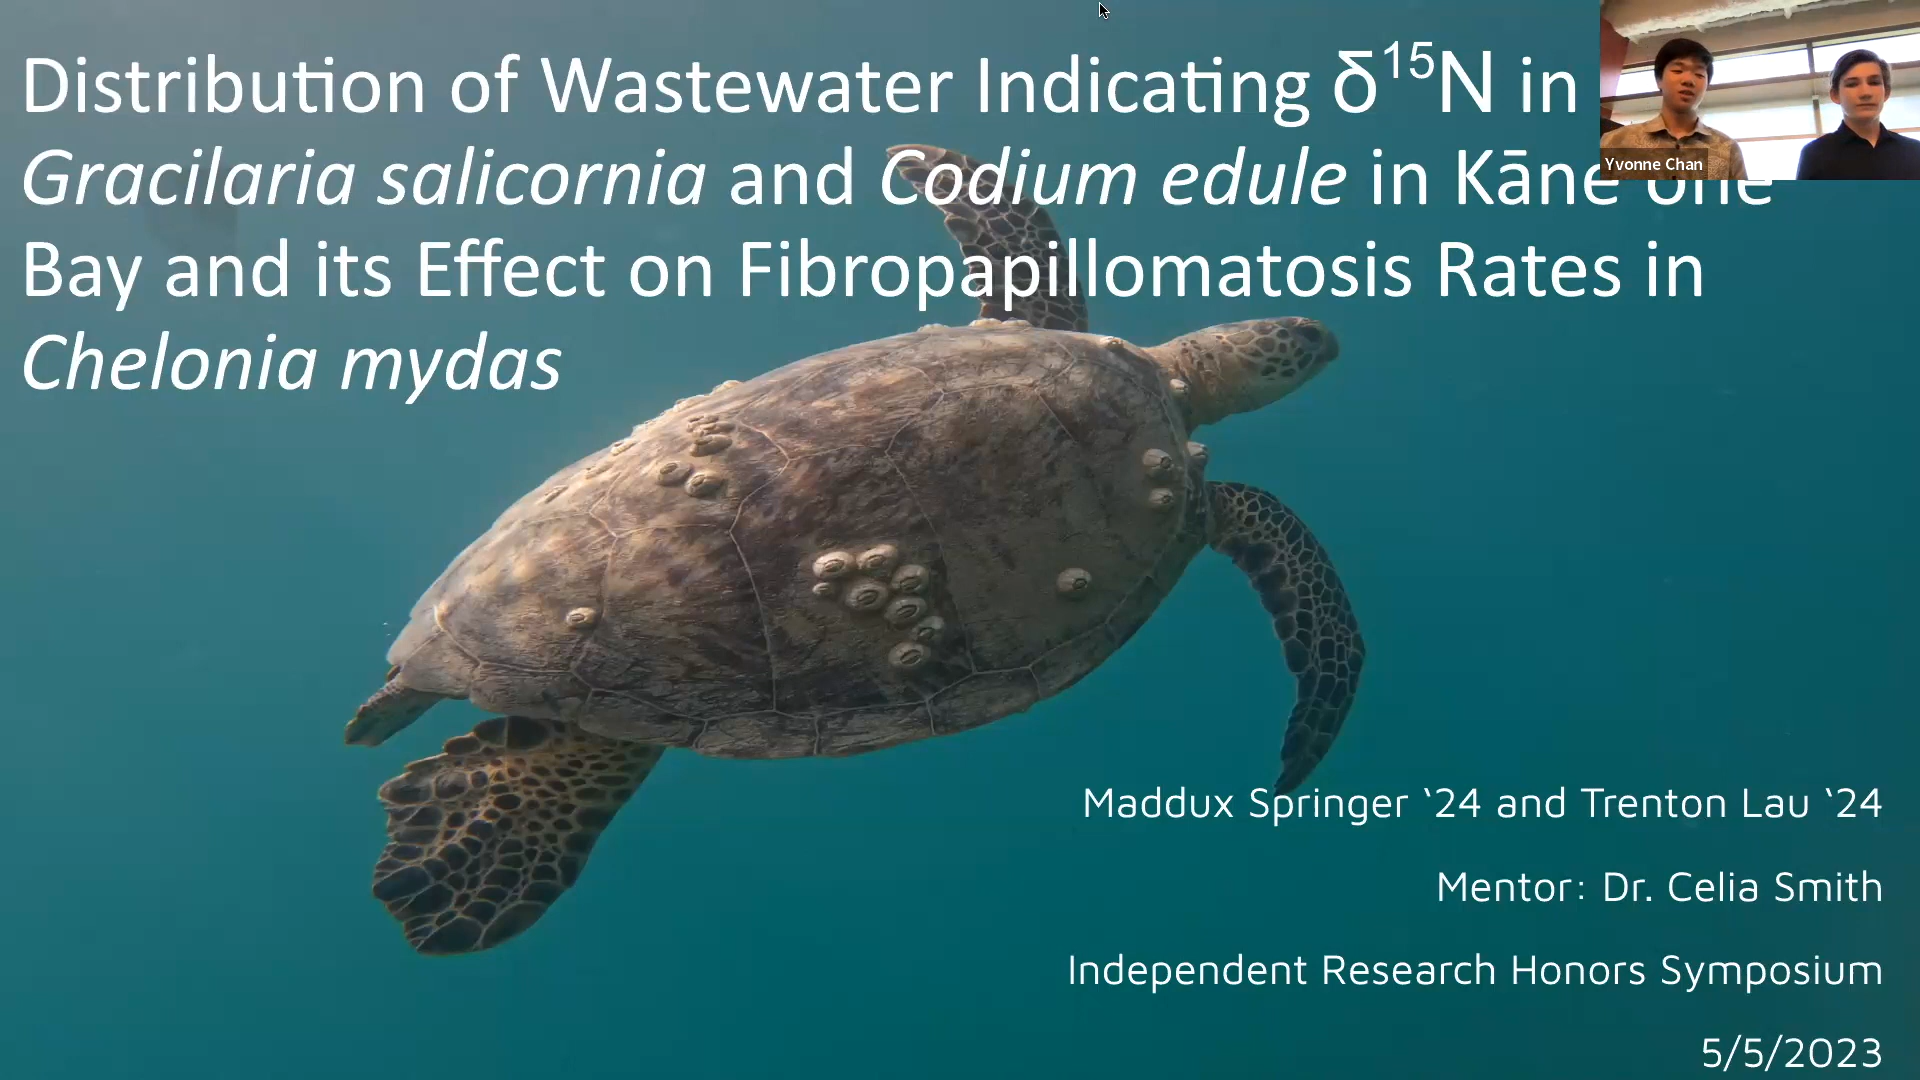 Distribution of Wastewater Indicating δ¹⁵N in
Gracilaria salicornia and Codium edule in Kāneʻohe
Bay and its Effect on Fibropapillomatosis Rates in
Chelonia mydas
Yvonne Chan
Maddux Springer ‘24 and Trenton Lau ‘24
Mentor: Dr. Celia Smith
Independent Research Honors Symposium
5/5/2023